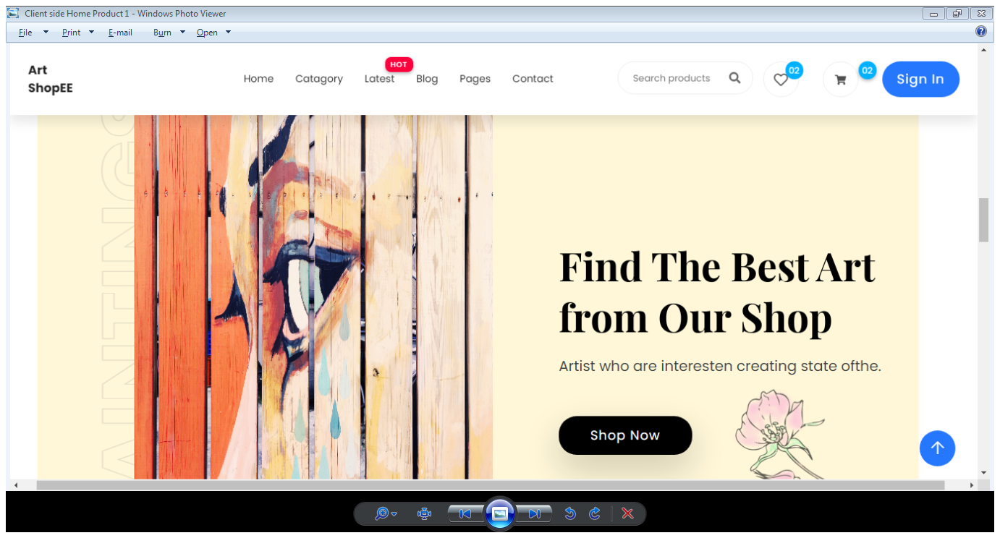 Client side Home Product 1 - Windows Photo Viewer
File Print E-mail Burn Open
Art
ShopEE
HOT
Home Catagory Latest Blog Pages Contact
Search products
02
02
Sign In
AINTINGS
Find The Best Art
from Our Shop
Artist who are interesten creating state ofthe.
Shop Now